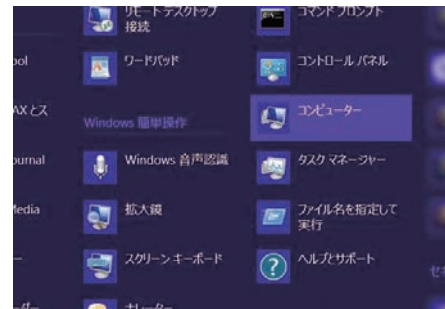 リモート デスクトップ
接続
ワードパッド
Windows 簡単操作
Windows 音声認識
拡大鏡
スクリーン キーボード
ナレーター
コマンド プロンプト
コントロール パネル
コンピューター
タスク マネージャー
ファイル名を指定して
実行
ヘルプとサポート